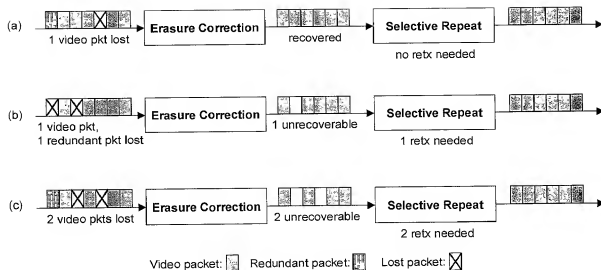 (a)
1 video pkt lost
Erasure Correction
recovered
Selective Repeat
no retx needed
(b)
1 video pkt,
1 redundant pkt lost
Erasure Correction
1 unrecoverable
Selective Repeat
1 retx needed
(c)
2 video pkts lost
Erasure Correction
2 unrecoverable
Selective Repeat
2 retx needed
Video packet: Redundant packet: Lost packet: